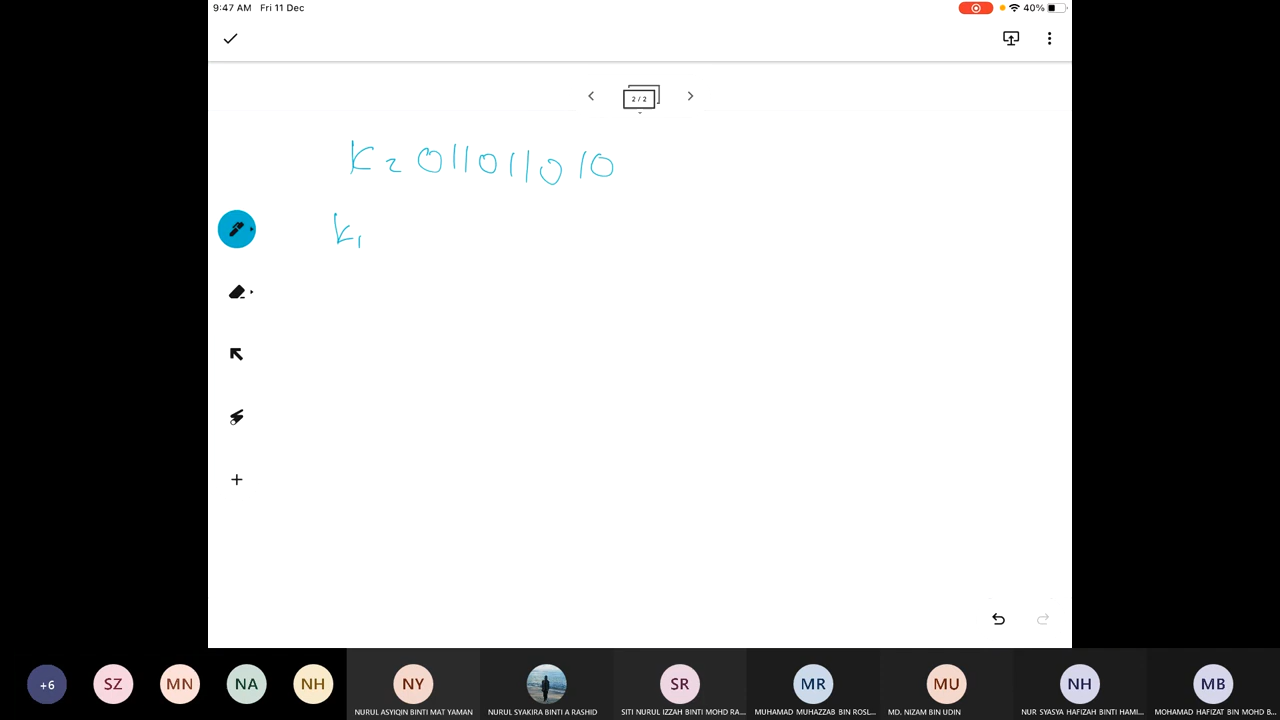 9:47 AM Fri 11 Dec
40%
2 / 2
K = 0110110 10
K1
+6
SZ
MN
NA
NH
NY
SR
MR
MU
NH
MB
NURUL ASYIQIN BINTI MAT YAMAN
NURUL SYAKIRA BINTI A RASHID
SITI NURUL IZZAH BINTI MOHD RA...
MUHAMAD MUHAZZAB BIN ROSL...
MD. NIZAM BIN UDIN
NUR SYASYA HAFIZAH BINTI HAMI...
MOHAMAD HAFIZAT BIN MOHD B...